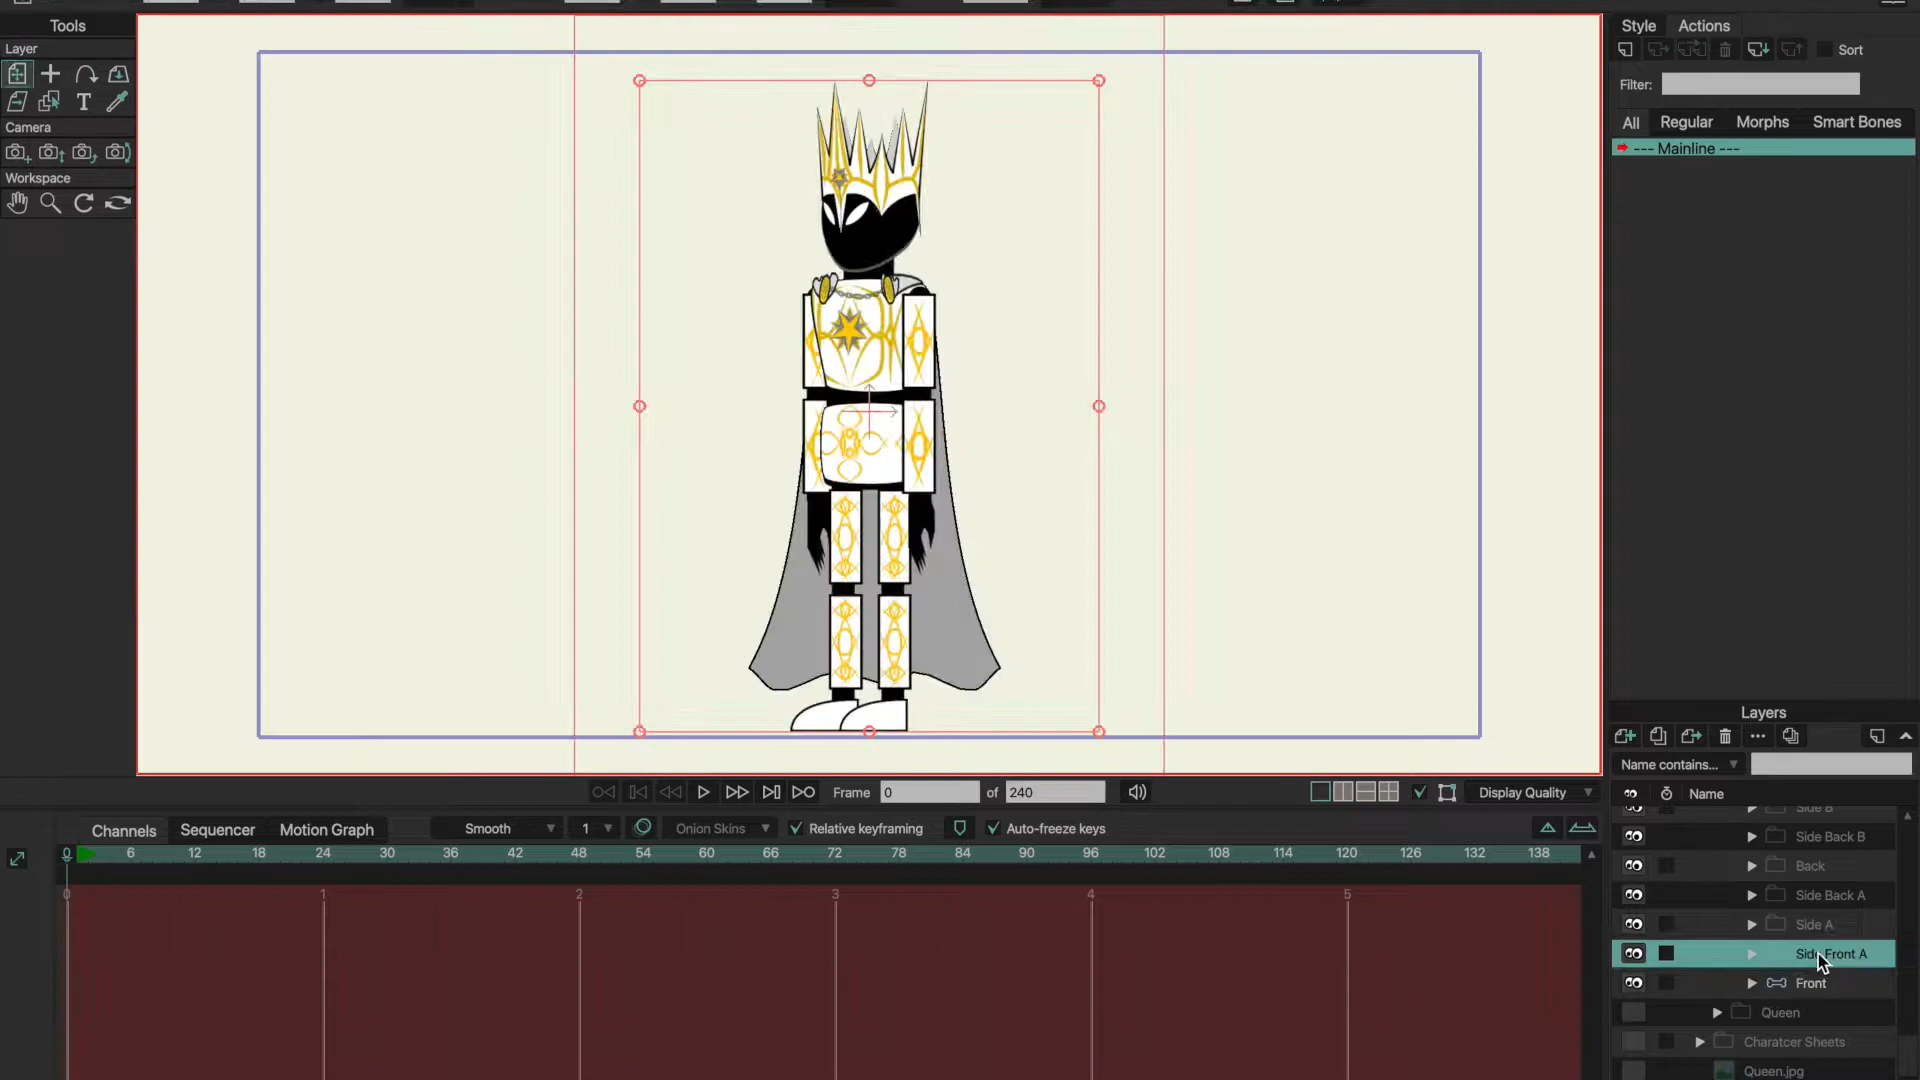 Tools
Layer
T
Camera
Workspace
Style Actions
Sort
Filter:
All Regular Morphs Smart Bones
--- Mainline ---
Layers
Name contains...
Name
Side B
Side Back B
Back
Side Back A
Side A
Side Front A
Front
Queen
Charatcer Sheets
Queen.jpg
Frame 0 of 240
Display Quality
Channels Sequencer Motion Graph Smooth 1 Onion Skins Relative keyframing Auto-freeze keys
0 6 12 18 24 30 36 42 48 54 60 66 72 78 84 90 96 102 108 114 120 126 132 138
0 1 2 3 4 5